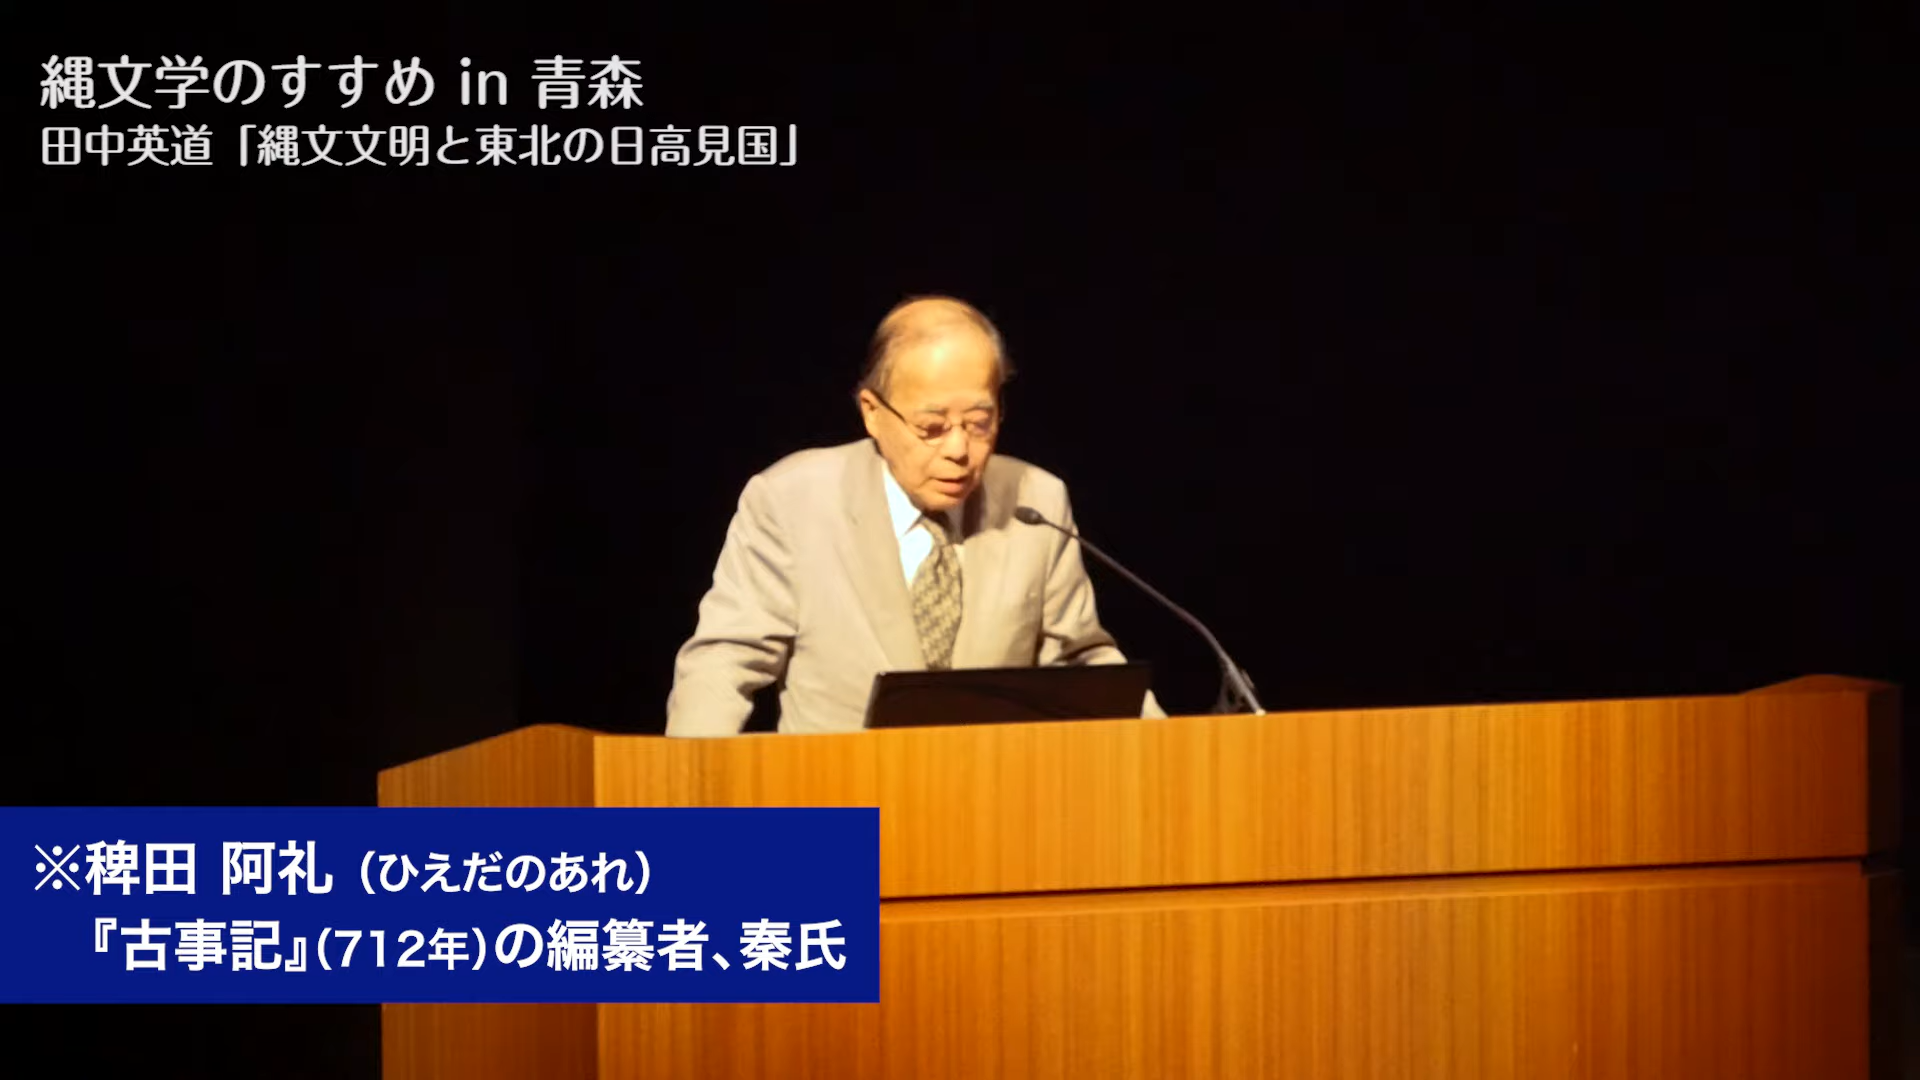 縄文学のすすめ in 青森
田中英道「縄文文明と東北の日高見国」
※稗田 阿礼（ひえだのあれ）
『古事記』（712年）の編纂者、秦氏